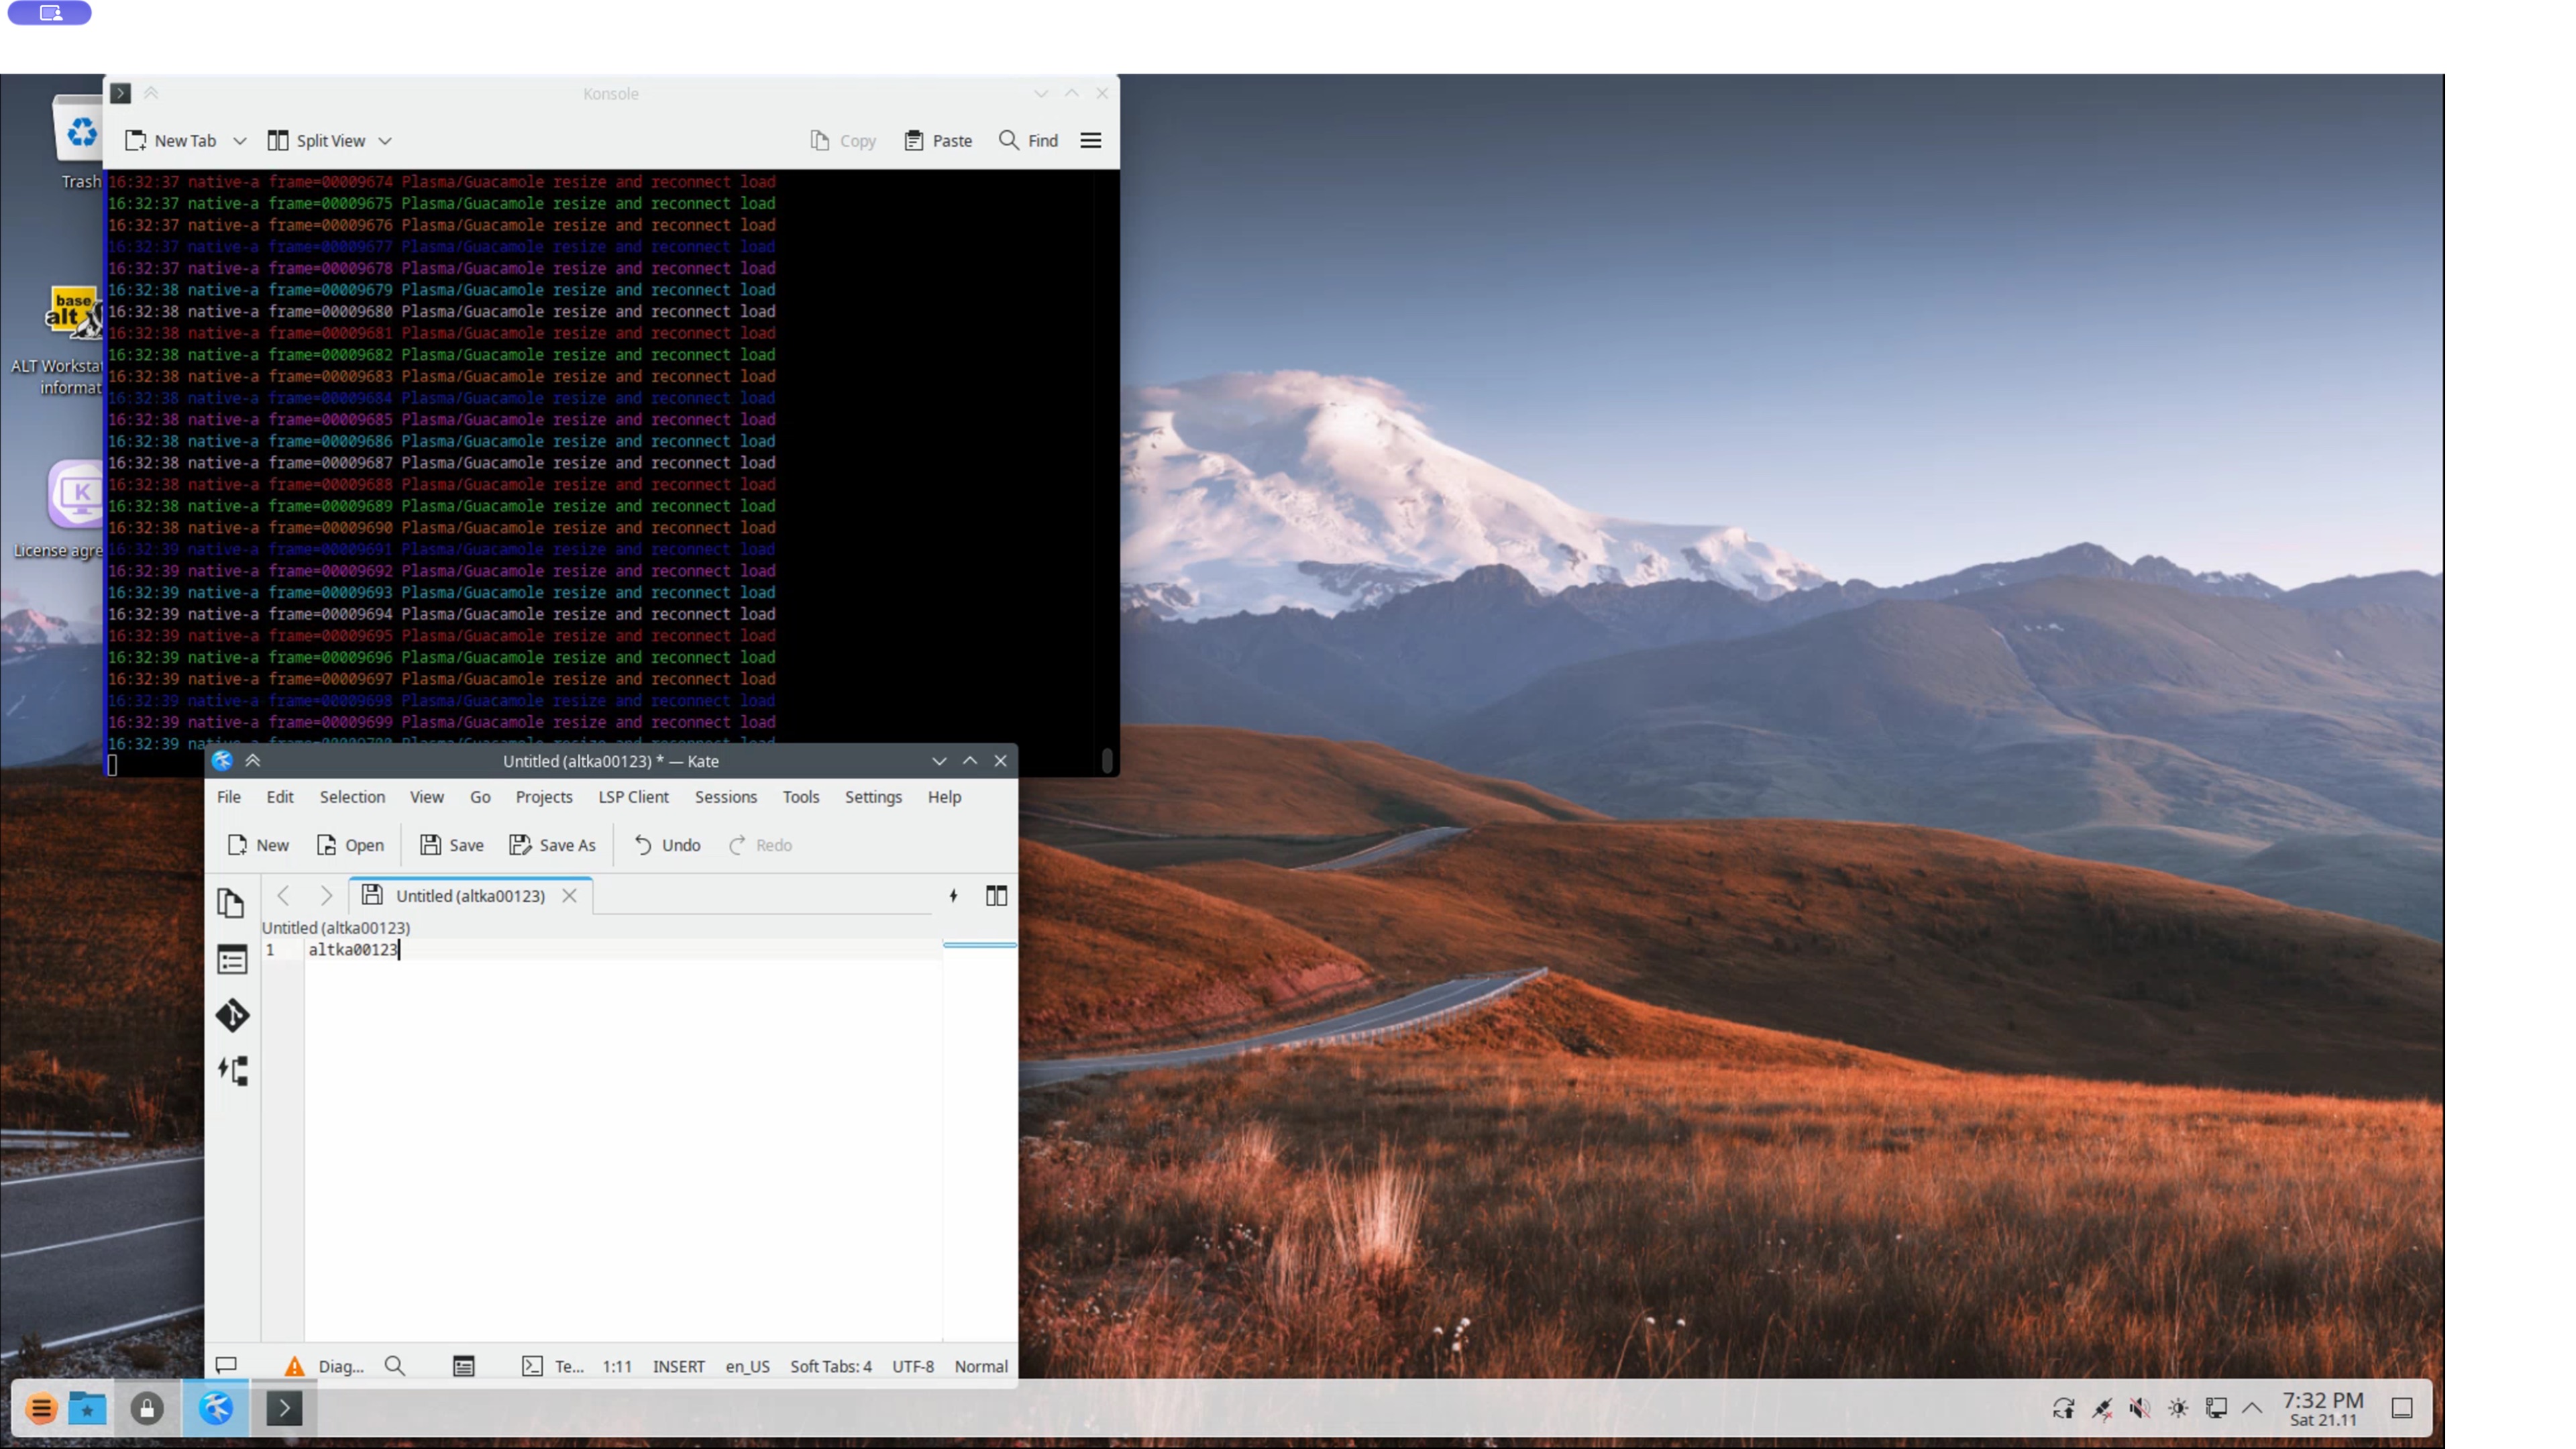 Konsole
New Tab Split View Copy Paste Find
Trash
base
alt
ALT Worksta
informat
K
License agre
16:32:37 native-a frame=00009674 Plasma/Guacamole resize and reconnect load
16:32:37 native-a frame=00009675 Plasma/Guacamole resize and reconnect load
16:32:37 native-a frame=00009676 Plasma/Guacamole resize and reconnect load
16:32:37 native-a frame=00009677 Plasma/Guacamole resize and reconnect load
16:32:37 native-a frame=00009678 Plasma/Guacamole resize and reconnect load
16:32:38 native-a frame=00009679 Plasma/Guacamole resize and reconnect load
16:32:38 native-a frame=00009680 Plasma/Guacamole resize and reconnect load
16:32:38 native-a frame=00009681 Plasma/Guacamole resize and reconnect load
16:32:38 native-a frame=00009682 Plasma/Guacamole resize and reconnect load
16:32:38 native-a frame=00009683 Plasma/Guacamole resize and reconnect load
16:32:38 native-a frame=00009684 Plasma/Guacamole resize and reconnect load
16:32:38 native-a frame=00009685 Plasma/Guacamole resize and reconnect load
16:32:38 native-a frame=00009686 Plasma/Guacamole resize and reconnect load
16:32:38 native-a frame=00009687 Plasma/Guacamole resize and reconnect load
16:32:38 native-a frame=00009688 Plasma/Guacamole resize and reconnect load
16:32:38 native-a frame=00009689 Plasma/Guacamole resize and reconnect load
16:32:38 native-a frame=00009690 Plasma/Guacamole resize and reconnect load
16:32:39 native-a frame=00009691 Plasma/Guacamole resize and reconnect load
16:32:39 native-a frame=00009692 Plasma/Guacamole resize and reconnect load
16:32:39 native-a frame=00009693 Plasma/Guacamole resize and reconnect load
16:32:39 native-a frame=00009694 Plasma/Guacamole resize and reconnect load
16:32:39 native-a frame=00009695 Plasma/Guacamole resize and reconnect load
16:32:39 native-a frame=00009696 Plasma/Guacamole resize and reconnect load
16:32:39 native-a frame=00009697 Plasma/Guacamole resize and reconnect load
16:32:39 native-a frame=00009698 Plasma/Guacamole resize and reconnect load
16:32:39 native-a frame=00009699 Plasma/Guacamole resize and reconnect load
16:32:39
Untitled (altka00123) * — Kate
File Edit Selection View Go Projects LSP Client Sessions Tools Settings Help
New Open Save Save As Undo Redo
Untitled (altka00123)
Untitled (altka00123)
1 altka00123
Diag... Te... 1:11 INSERT en_US Soft Tabs: 4 UTF-8 Normal
7:32 PM
Sat 21.11